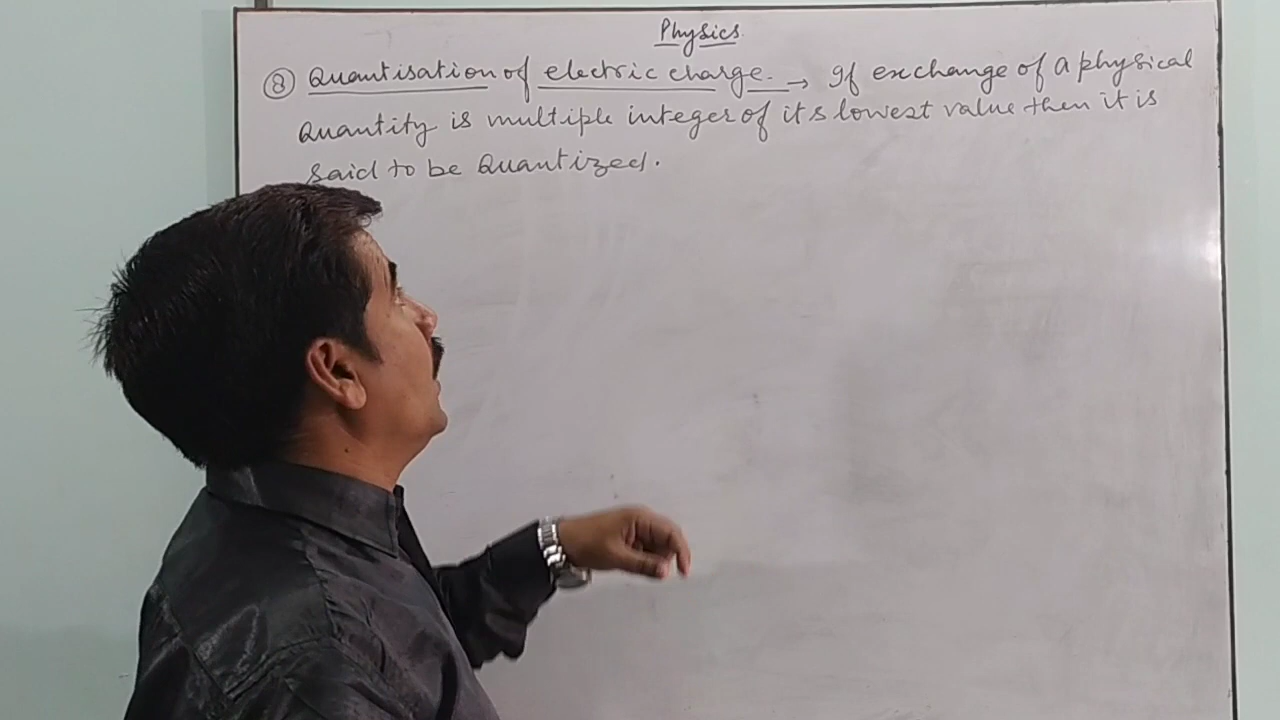 Physics.
⑧ Quantisation of electric charge. → If exchange of a physical
Quantity is multiple integer of it's lowest value then it is
said to be Quantized.